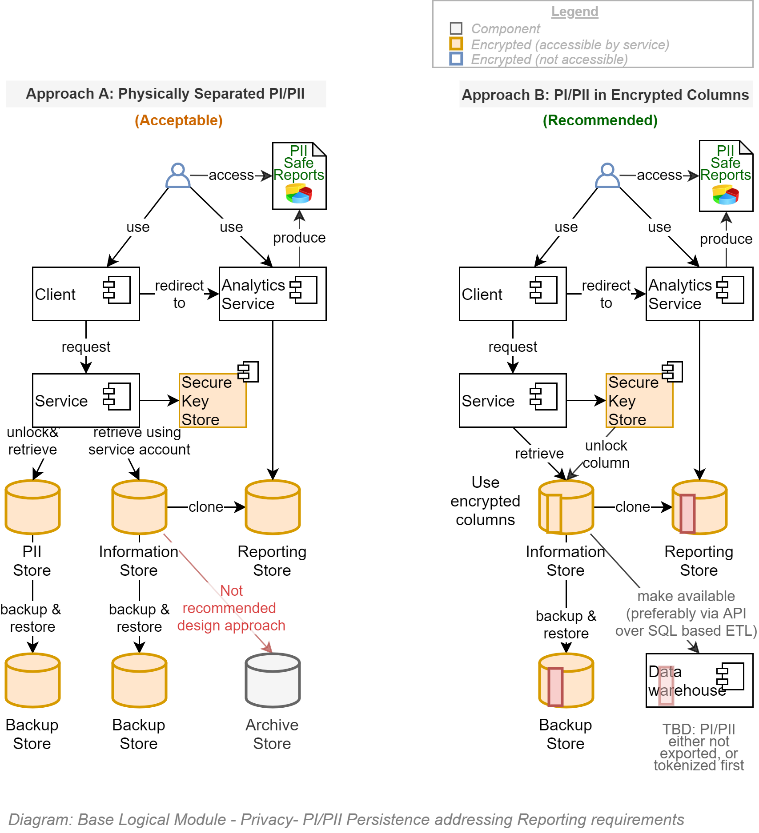 Legend
Component
Encrypted (accessible by service)
Encrypted (not accessible)
Approach A: Physically Separated PI/PII
(Acceptable)
PII
Safe
Reports
access
use
use
produce
Client
redirect
to
Analytics
Service
request
Service
Secure
Key
Store
unlock&
retrieve
retrieve using
service account
clone
PII
Store
Information
Store
Reporting
Store
Not
recommended
design approach
backup &
restore
backup &
restore
Backup
Store
Backup
Store
Archive
Store
Approach B: PI/PII in Encrypted Columns
(Recommended)
PII
Safe
Reports
access
use
use
produce
Client
redirect
to
Analytics
Service
request
Service
Secure
Key
Store
retrieve
unlock
column
Use
encrypted
columns
clone
Information
Store
Reporting
Store
make available
(preferably via API
over SQL based ETL)
backup &
restore
Data
warehouse
Backup
Store
TBD: PI/PII
either not
exported, or
tokenized first
Diagram: Base Logical Module - Privacy- PI/PII Persistence addressing Reporting requirements